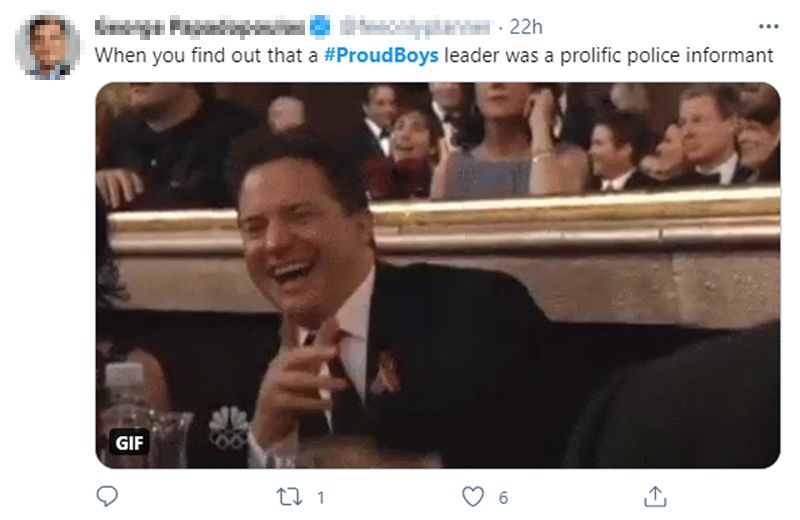 · 22h
When you find out that a #ProudBoys leader was a prolific police informant
GIF
1
6